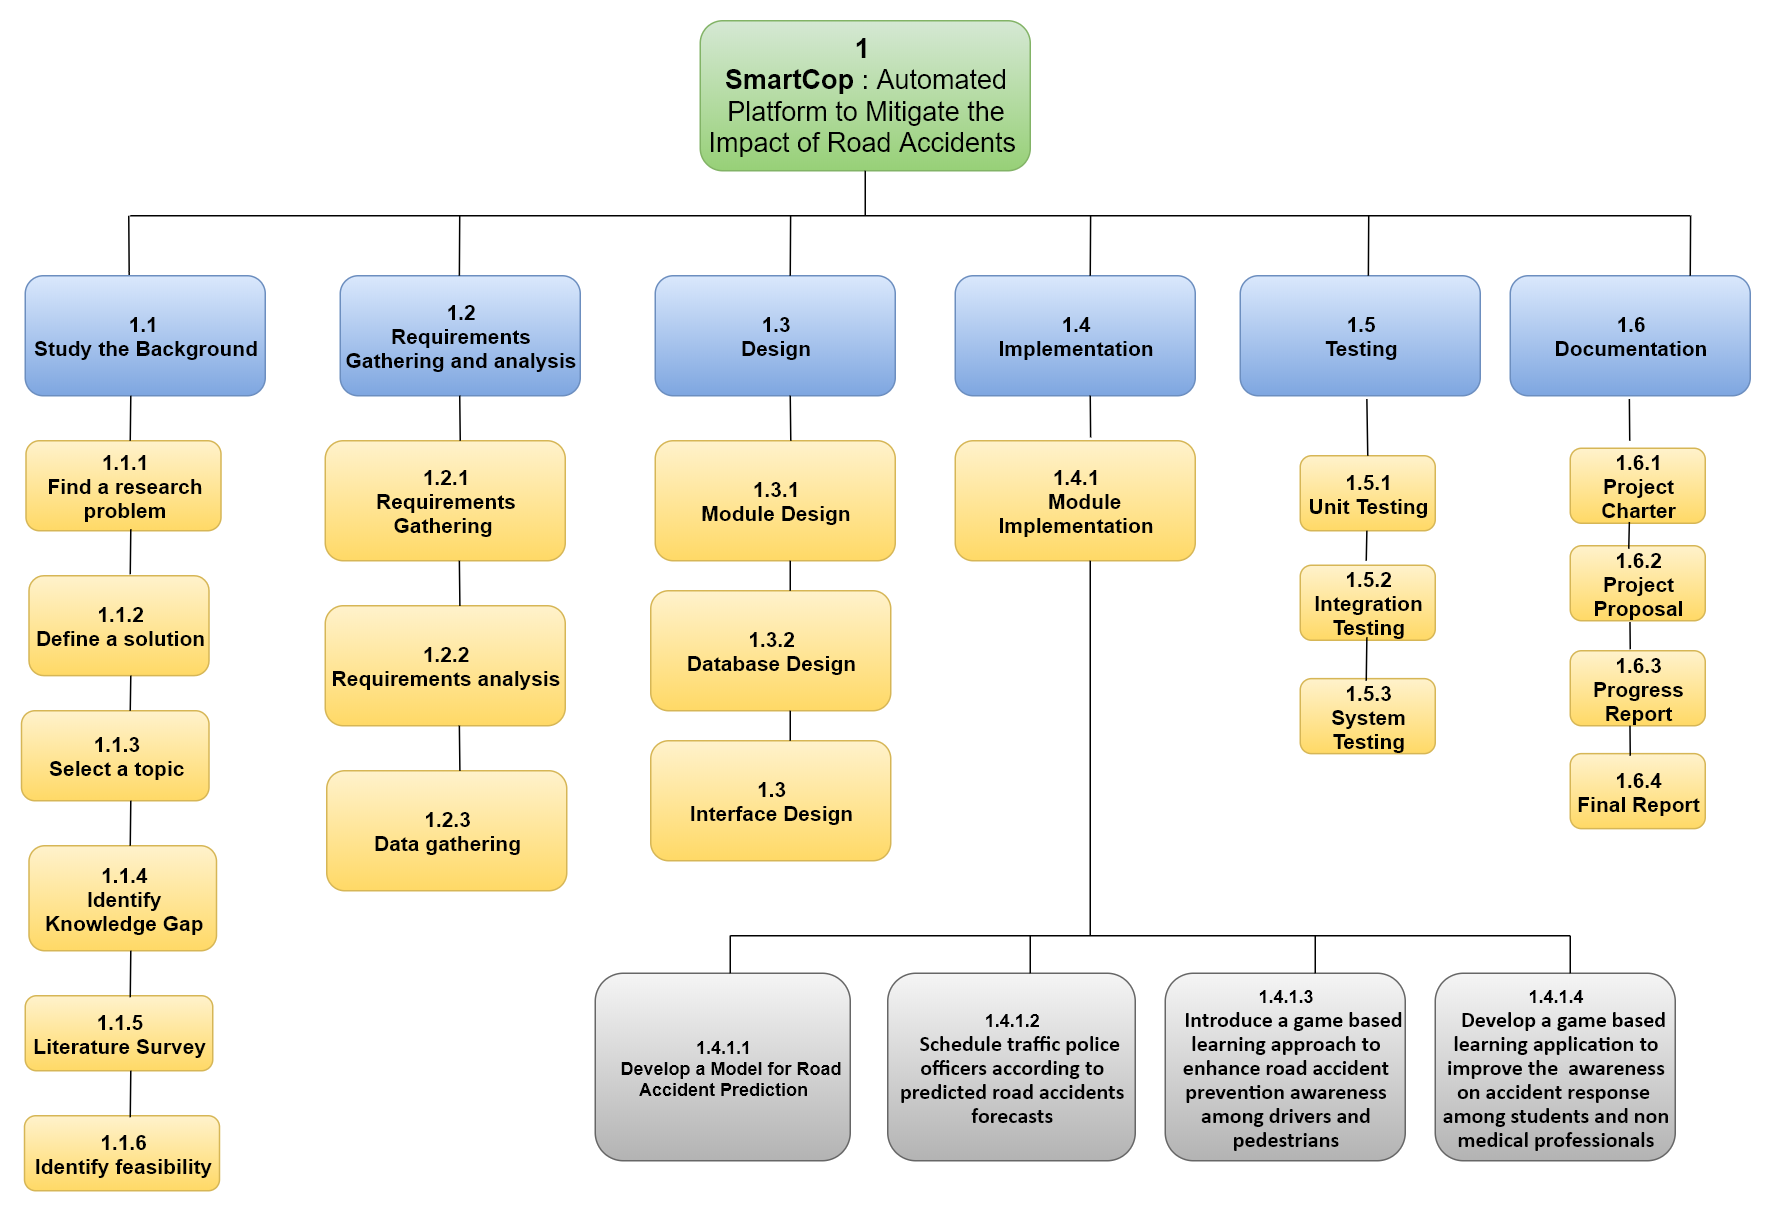 1
SmartCop : Automated
Platform to Mitigate the
Impact of Road Accidents
1.1
Study the Background
1.2
Requirements
Gathering and analysis
1.3
Design
1.4
Implementation
1.5
Testing
1.6
Documentation
1.1.1
Find a research
problem
1.1.2
Define a solution
1.1.3
Select a topic
1.1.4
Identify
Knowledge Gap
1.1.5
Literature Survey
1.1.6
Identify feasibility
1.2.1
Requirements
Gathering
1.2.2
Requirements analysis
1.2.3
Data gathering
1.3.1
Module Design
1.3.2
Database Design
1.3
Interface Design
1.4.1
Module
Implementation
1.5.1
Unit Testing
1.5.2
Integration
Testing
1.5.3
System
Testing
1.6.1
Project
Charter
1.6.2
Project
Proposal
1.6.3
Progress
Report
1.6.4
Final Report
1.4.1.1
Develop a Model for Road
Accident Prediction
1.4.1.2
Schedule traffic police
officers according to
predicted road accidents
forecasts
1.4.1.3
Introduce a game based
learning approach to
enhance road accident
prevention awareness
among drivers and
pedestrians
1.4.1.4
Develop a game based
learning application to
improve the awareness
on accident response
among students and non
medical professionals